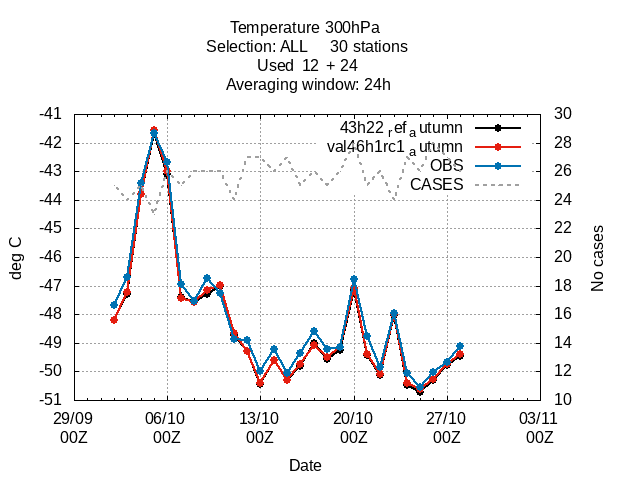 Temperature 300hPa
Selection: ALL     30 stations
Used  12 + 24
Averaging window: 24h
43h22refautumn
val46h1rc1autumn
OBS
CASES
-41
-42
-43
-44
-45
-46
-47
-48
-49
-50
-51
30
28
26
24
22
20
18
16
14
12
10
deg C
No cases
29/09 06/10 13/10 20/10 27/10 03/11
00Z 00Z 00Z 00Z 00Z 00Z
Date